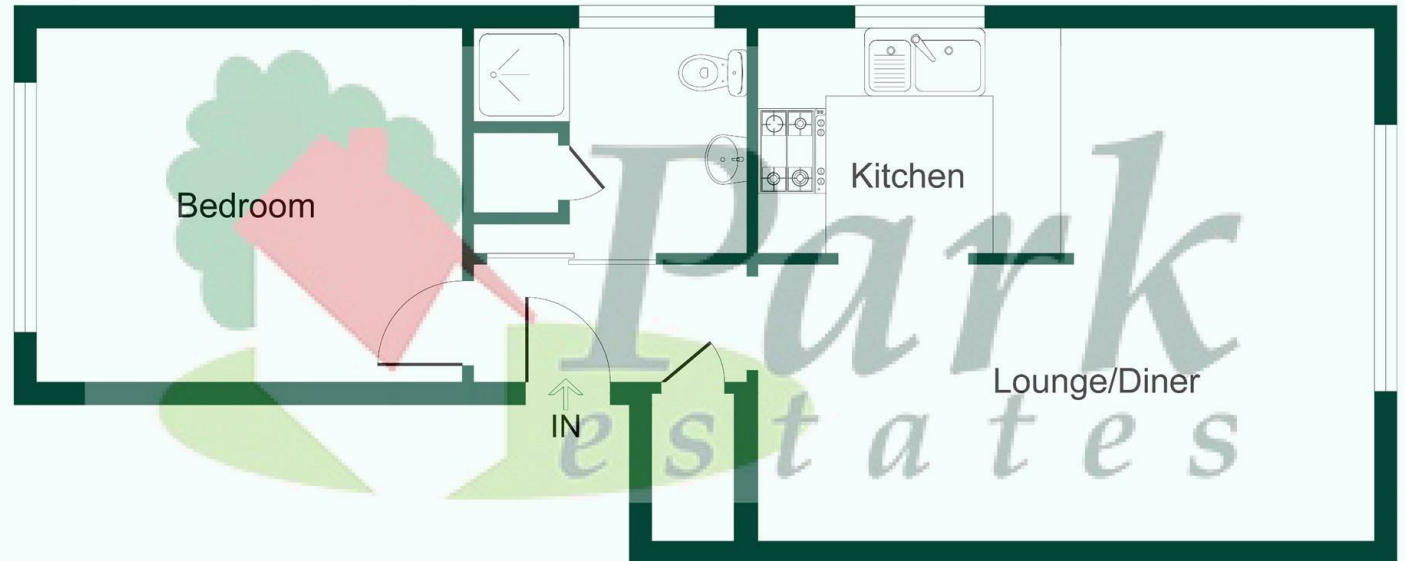 Bedroom
Kitchen
Lounge/Diner
IN
Park
estates